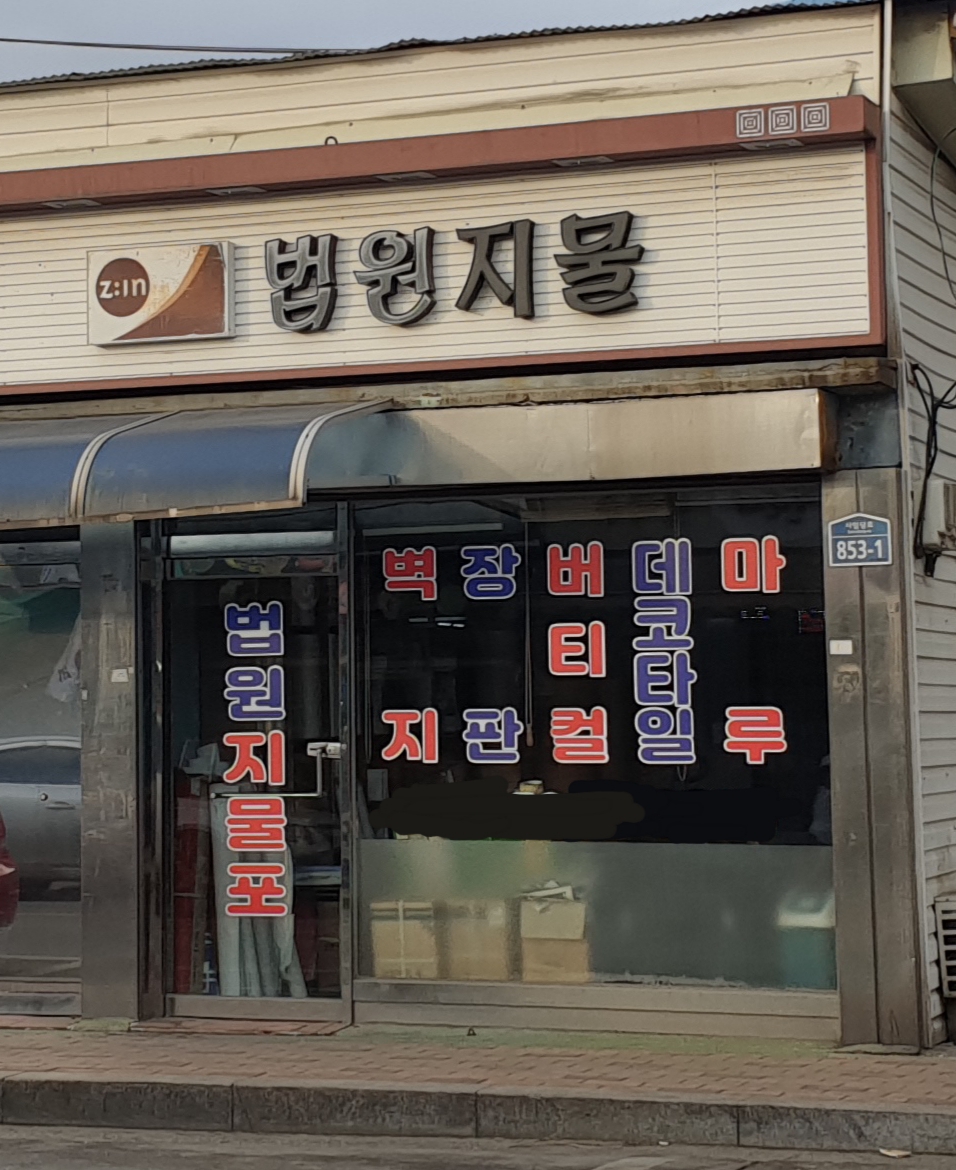 z:in
법원지물
법원지물포
벽지
장판
버티컬
데코타일
마루
853-1